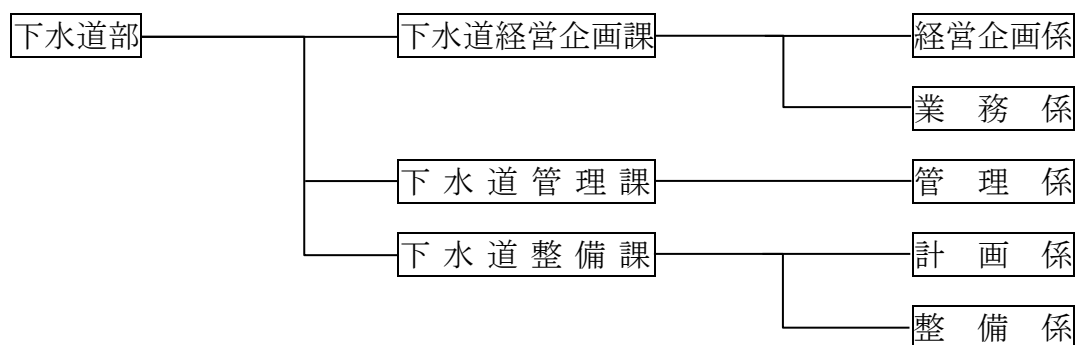 下水道部 下水道経営企画課 経営企画係
業務係
下水道管理課 管理係
下水道整備課 計画係
整備係